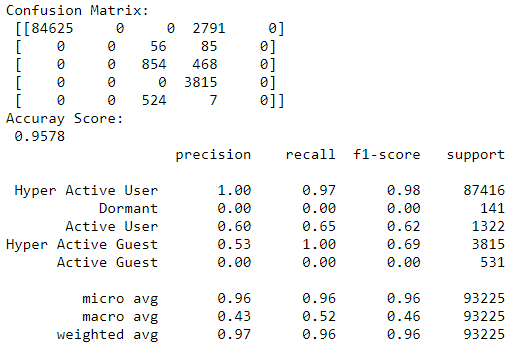 Confusion Matrix:
[[84625 0 0 2791 0]
[ 0 0 56 85 0]
[ 0 0 854 468 0]
[ 0 0 0 3815 0]
[ 0 0 524 7 0]]
Accuray Score:
0.9578
precision recall f1-score support
Hyper Active User 1.00 0.97 0.98 87416
Dormant 0.00 0.00 0.00 141
Active User 0.60 0.65 0.62 1322
Hyper Active Guest 0.53 1.00 0.69 3815
Active Guest 0.00 0.00 0.00 531
micro avg 0.96 0.96 0.96 93225
macro avg 0.43 0.52 0.46 93225
weighted avg 0.97 0.96 0.96 93225